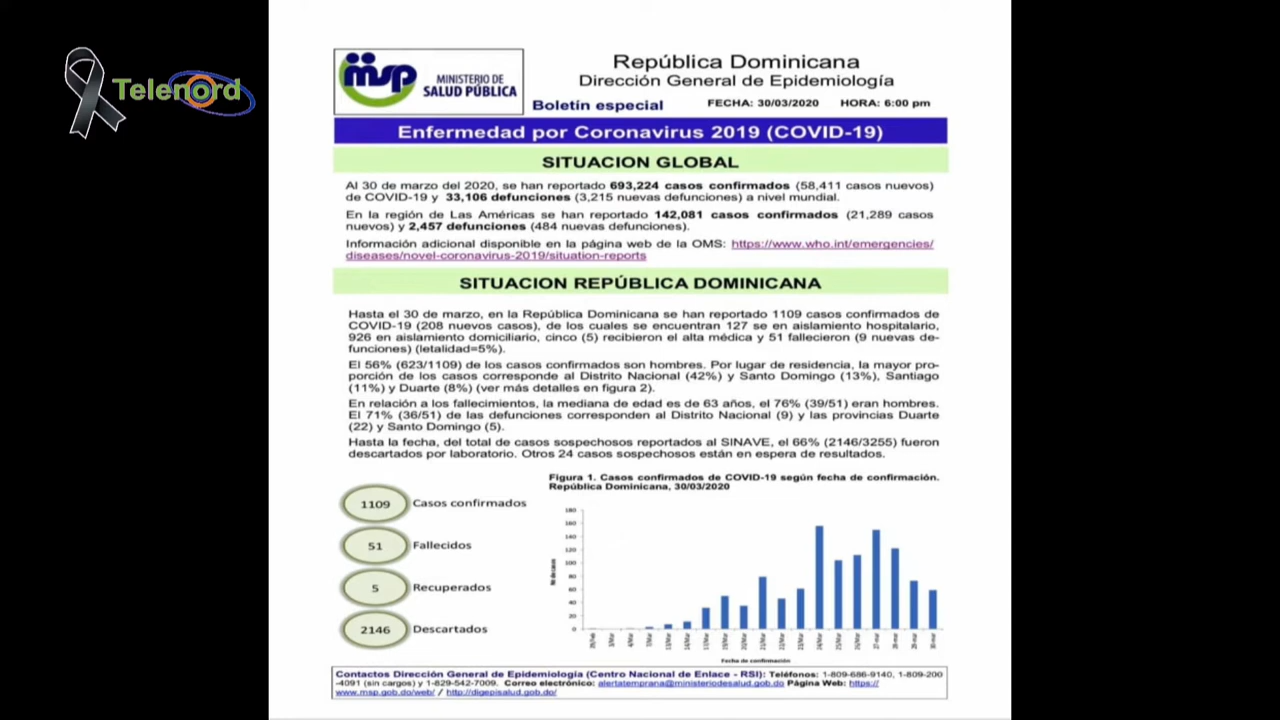 Telenord
msp
MINISTERIO DE
SALUD PÚBLICA
República Dominicana
Dirección General de Epidemiología
Boletín especial FECHA: 30/03/2020 HORA: 6:00 pm
Enfermedad por Coronavirus 2019 (COVID-19)
SITUACION GLOBAL
Al 30 de marzo del 2020, se han reportado 693,224 casos confirmados (58,411 casos nuevos)
de COVID-19 y 33,106 defunciones (3,215 nuevas defunciones) a nivel mundial.
En la región de Las Américas se han reportado 142,081 casos confirmados (21,289 casos
nuevos) y 2,457 defunciones (484 nuevas defunciones).
Información adicional disponible en la página web de la OMS: https://www.who.int/emergencies/
diseases/novel-coronavirus-2019/situation-reports
SITUACION REPÚBLICA DOMINICANA
Hasta el 30 de marzo, en la República Dominicana se han reportado 1109 casos confirmados de
COVID-19 (208 nuevos casos), de los cuales se encuentran 127 se en aislamiento hospitalario,
926 en aislamiento domiciliario, cinco (5) recibieron el alta médica y 51 fallecieron (9 nuevas de-
funciones) (letalidad=5%).
El 56% (623/1109) de los casos confirmados son hombres. Por lugar de residencia, la mayor pro-
porción de los casos corresponde al Distrito Nacional (42%) y Santo Domingo (13%), Santiago
(11%) y Duarte (8%) (ver más detalles en figura 2).
En relación a los fallecimientos, la mediana de edad es de 63 años, el 76% (39/51) eran hombres.
El 71% (36/51) de las defunciones corresponden al Distrito Nacional (9) y las provincias Duarte
(22) y Santo Domingo (5).
Hasta la fecha, del total de casos sospechosos reportados al SINAVE, el 66% (2146/3255) fueron
descartados por laboratorio. Otros 24 casos sospechosos están en espera de resultados.
1109 Casos confirmados
51 Fallecidos
5 Recuperados
2146 Descartados
Figura 1. Casos confirmados de COVID-19 según fecha de confirmación.
República Dominicana, 30/03/2020
180
160
140
120
100
80
60
40
20
0
Fecha de confirmación
Contactos Dirección General de Epidemiología (Centro Nacional de Enlace - RSI): Teléfonos: 1-809-686-9140, 1-809-200
-4091 (sin cargos) y 1-829-542-7009. Correo electrónico: alertatemprana@ministeriodesalud.gob.do Página Web: https://
www.msp.gob.do/web/ / http://digepisalud.gob.do/